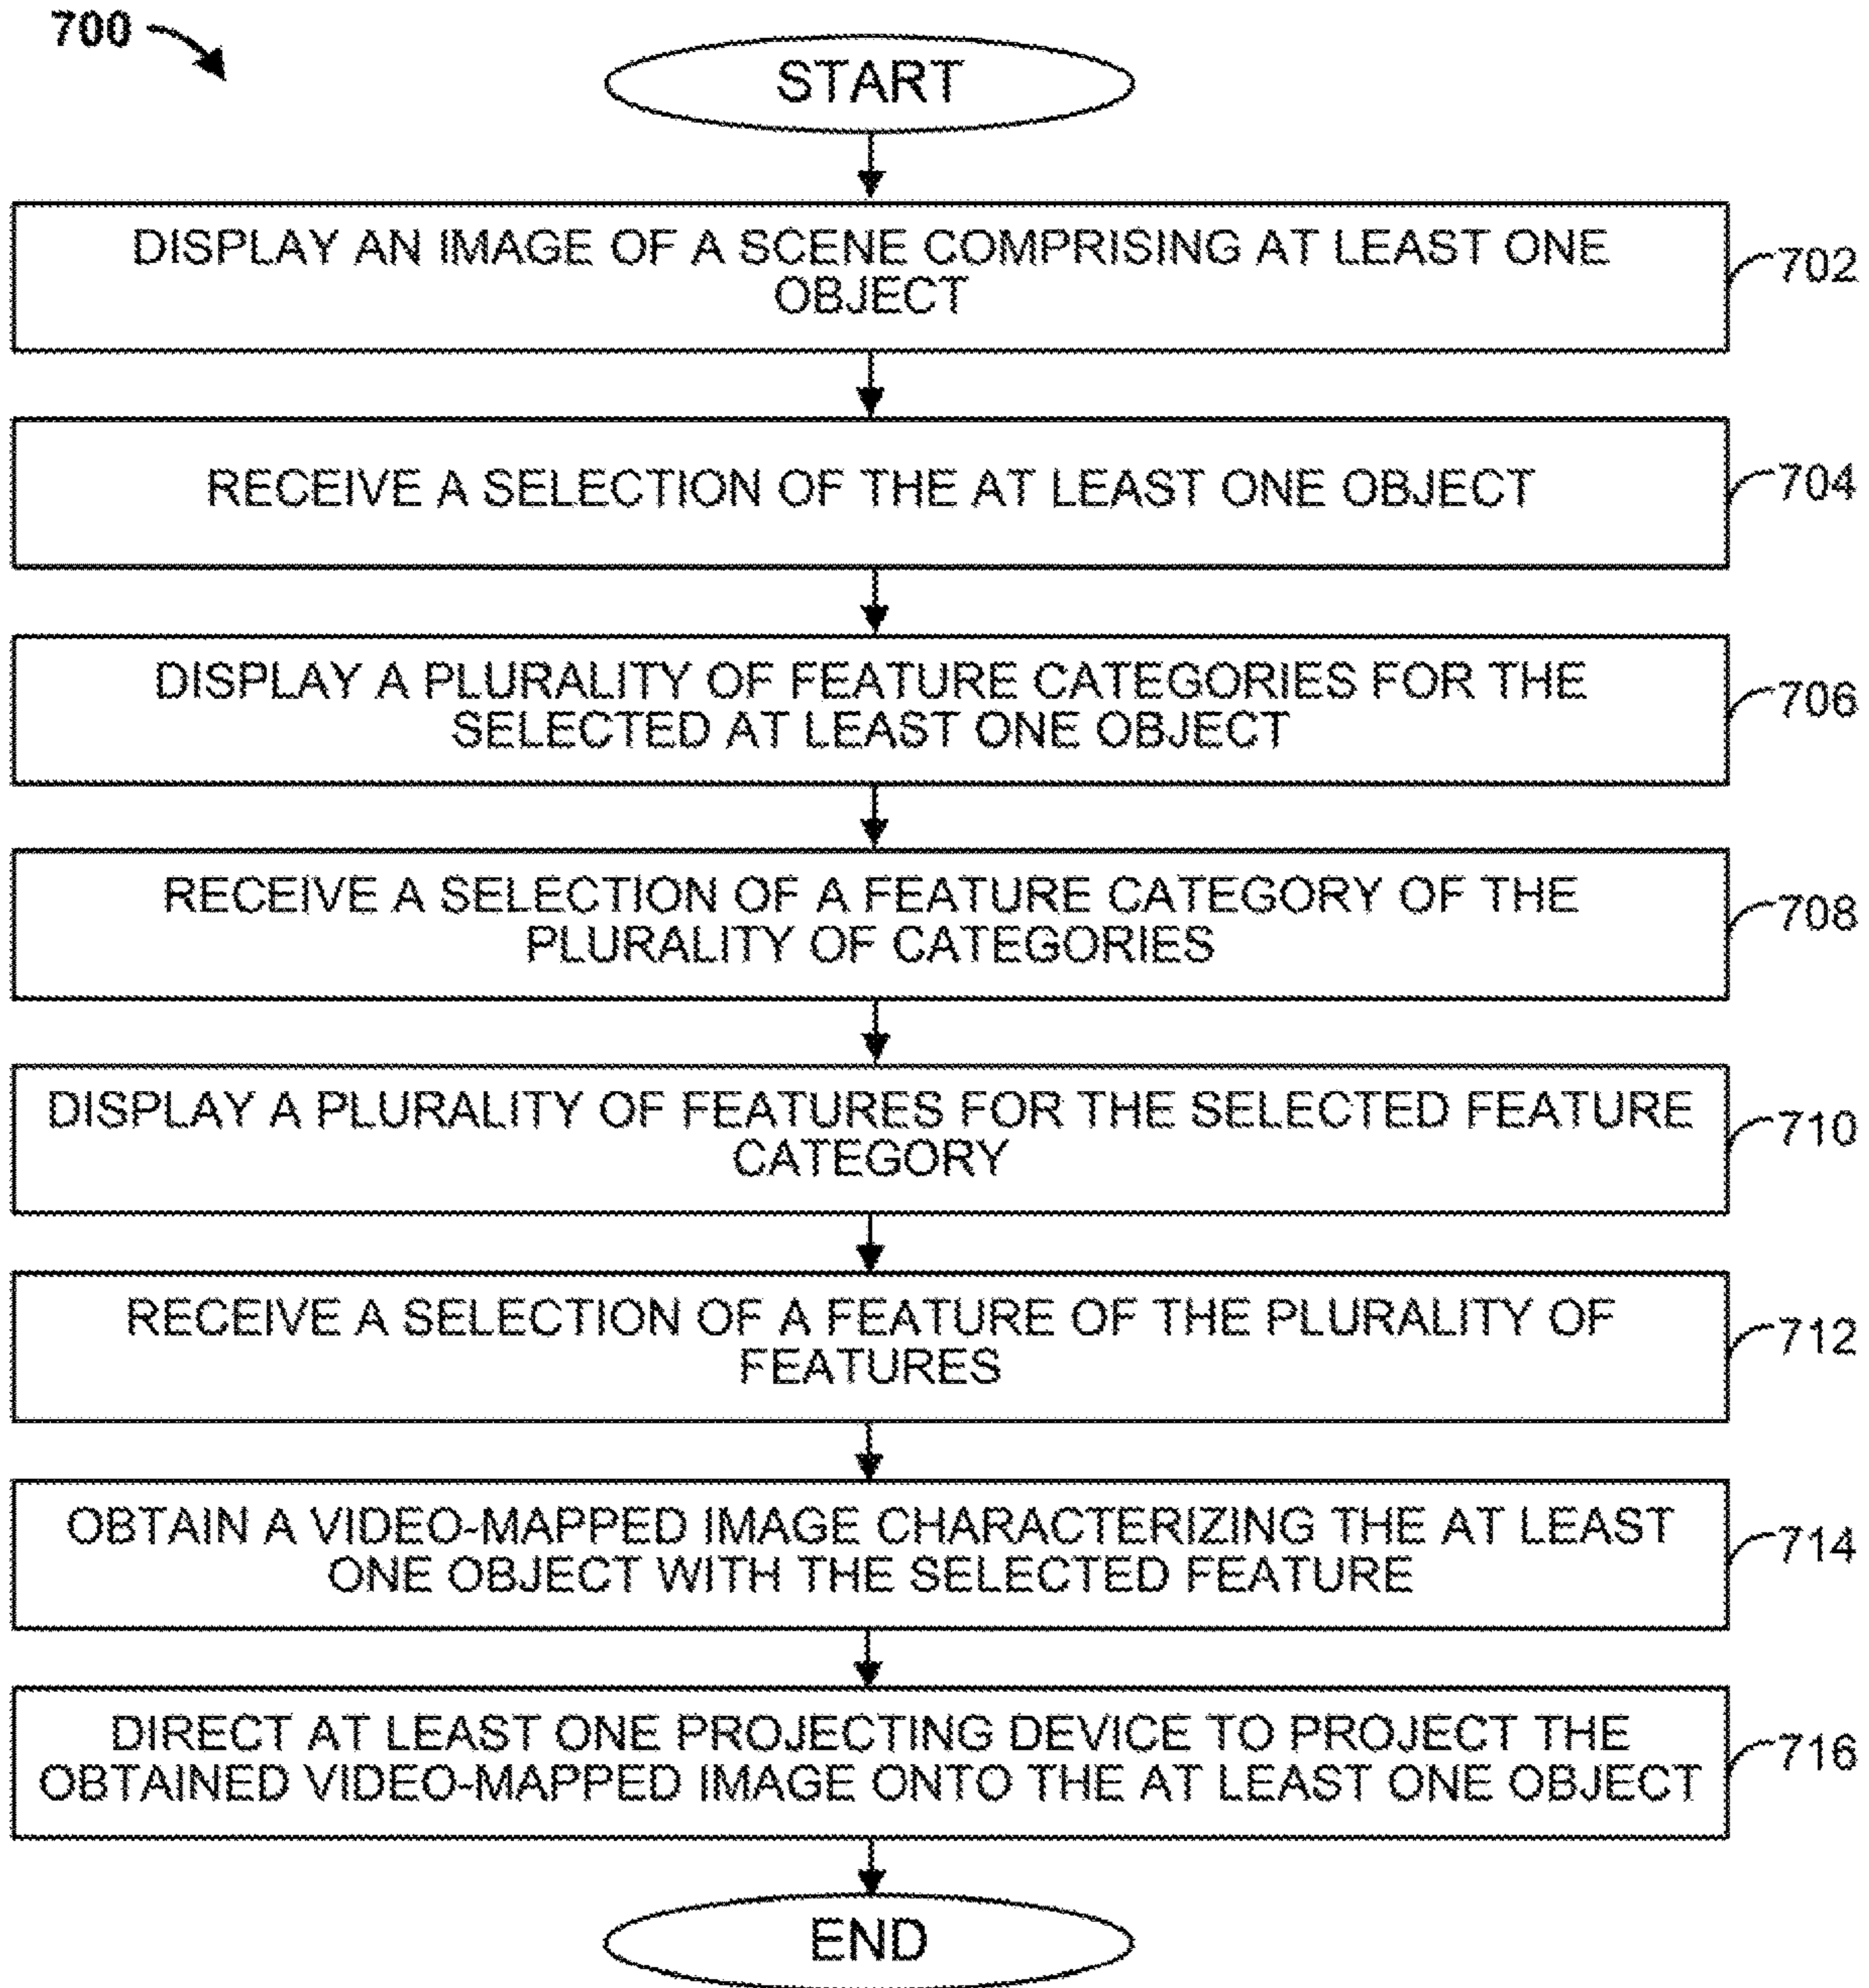 700
START
DISPLAY AN IMAGE OF A SCENE COMPRISING AT LEAST ONE
OBJECT
702
RECEIVE A SELECTION OF THE AT LEAST ONE OBJECT
704
DISPLAY A PLURALITY OF FEATURE CATEGORIES FOR THE
SELECTED AT LEAST ONE OBJECT
706
RECEIVE A SELECTION OF A FEATURE CATEGORY OF THE
PLURALITY OF CATEGORIES
708
DISPLAY A PLURALITY OF FEATURES FOR THE SELECTED FEATURE
CATEGORY
710
RECEIVE A SELECTION OF A FEATURE OF THE PLURALITY OF
FEATURES
712
OBTAIN A VIDEO-MAPPED IMAGE CHARACTERIZING THE AT LEAST
ONE OBJECT WITH THE SELECTED FEATURE
714
DIRECT AT LEAST ONE PROJECTING DEVICE TO PROJECT THE
OBTAINED VIDEO-MAPPED IMAGE ONTO THE AT LEAST ONE OBJECT
716
END